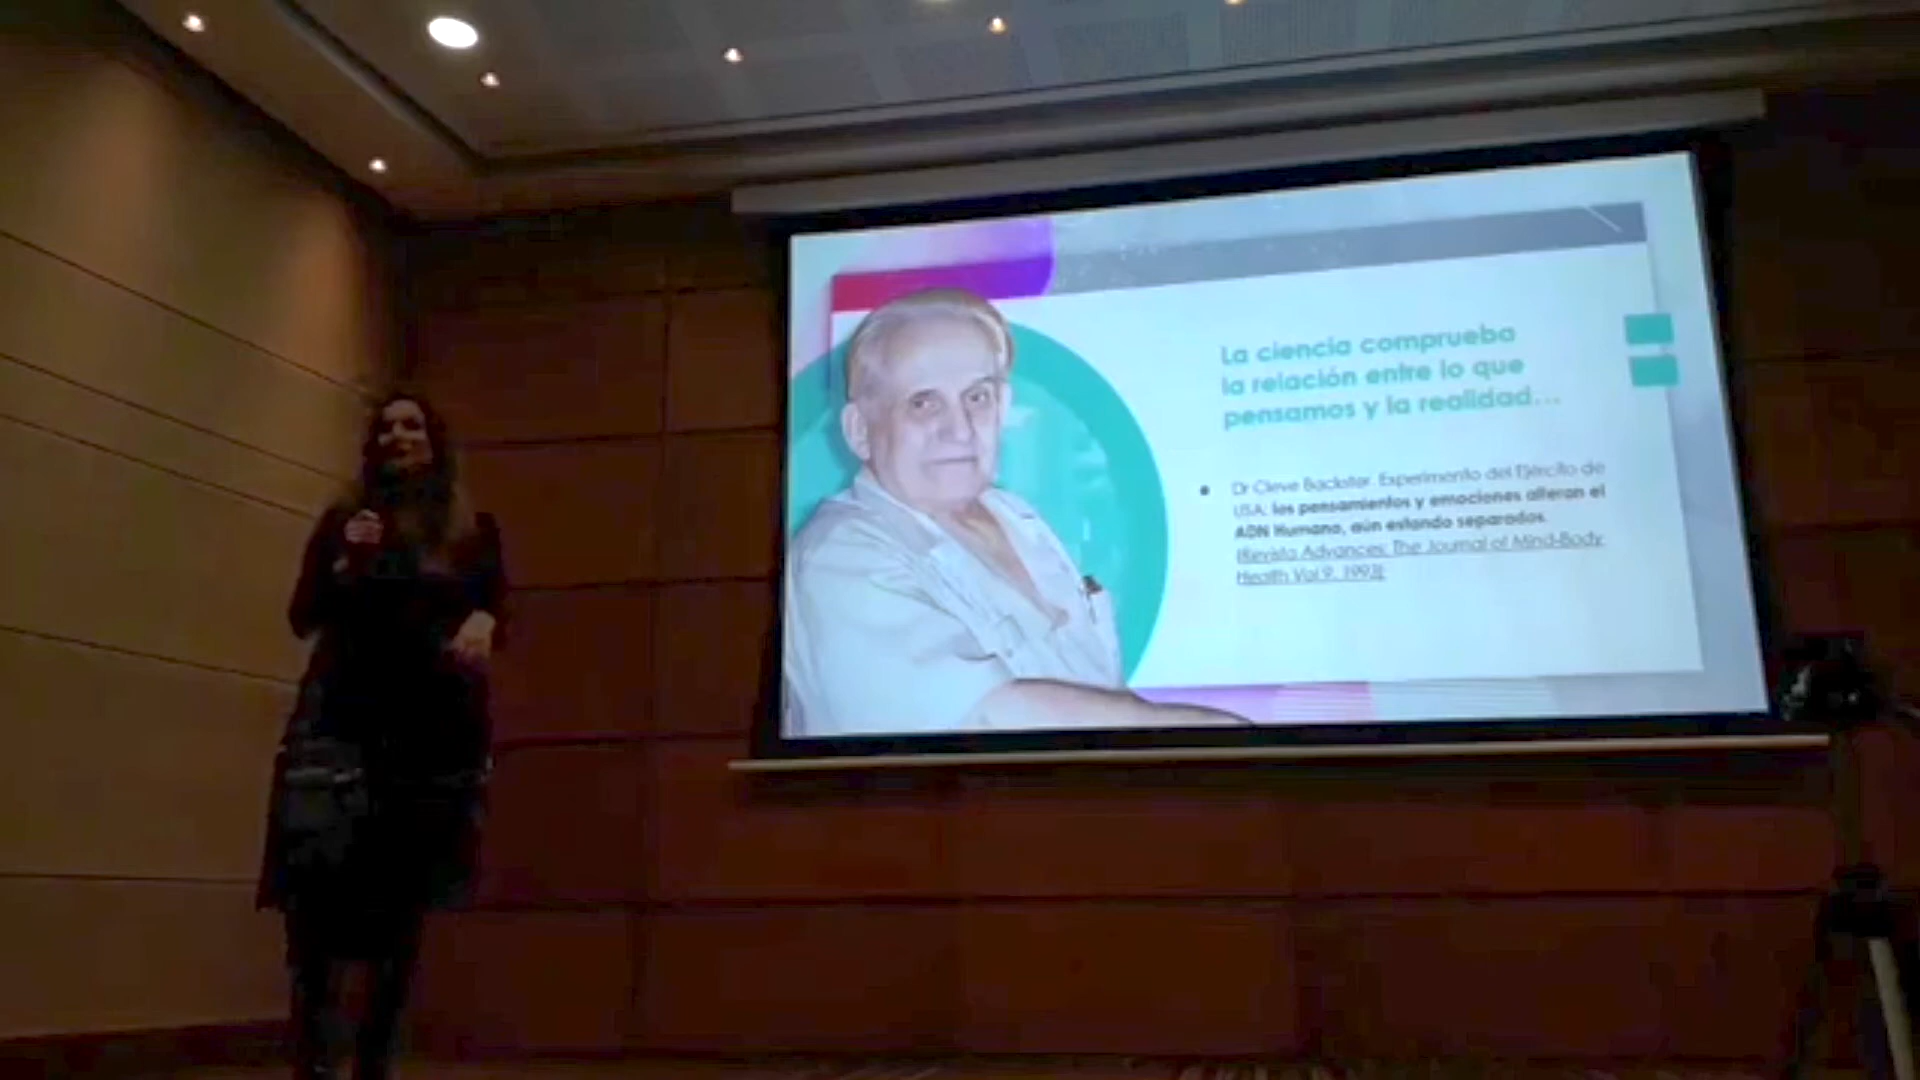 La ciencia comprueba
la relación entre lo que
pensamos y la realidad...
• Dr Cleve Backster. Experimento del Ejército de
USA: los pensamientos y emociones alteran el
ADN Humano, aún estando separados.
(Revista Advances: The Journal of Mind-Body
Health Vol 9, 1993)